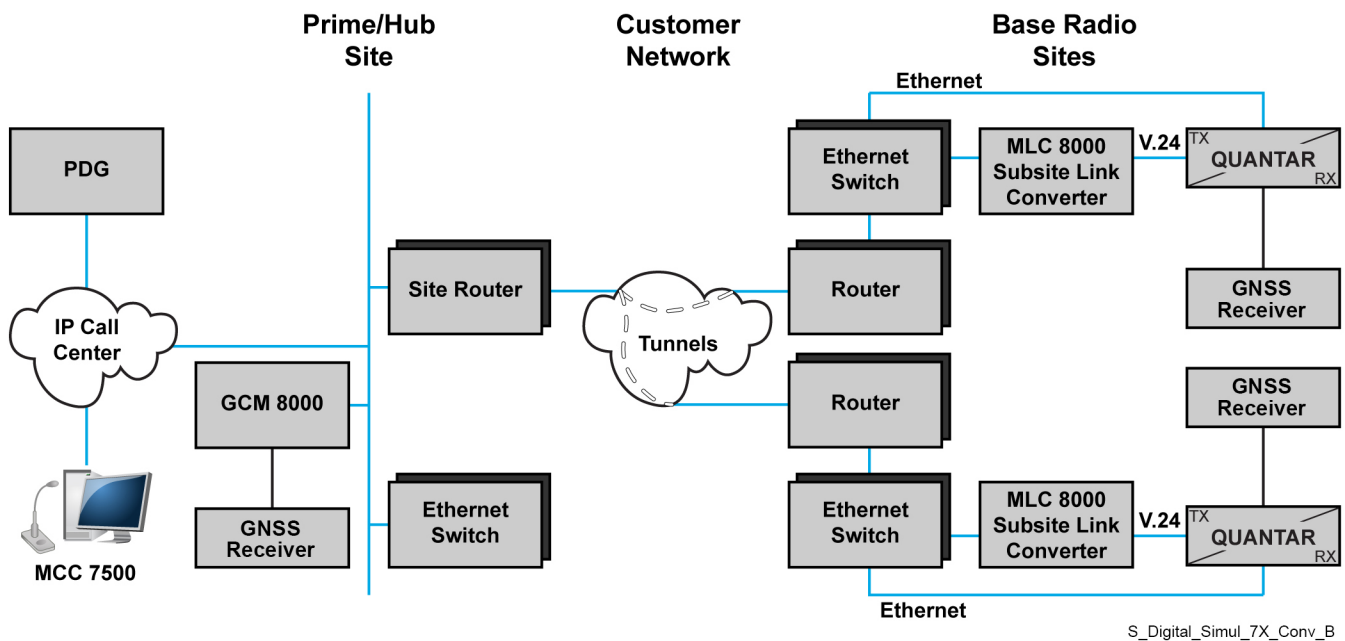 Prime/Hub
Site
Customer
Network
Base Radio
Sites
Ethernet
PDG
Ethernet
Switch
MLC 8000
Subsite Link
Converter
V.24
TX
QUANTAR
RX
Site Router
Router
GNSS
Receiver
IP Call
Center
Tunnels
GCM 8000
Router
GNSS
Receiver
MCC 7500
GNSS
Receiver
Ethernet
Switch
Ethernet
Switch
MLC 8000
Subsite Link
Converter
V.24
TX
QUANTAR
RX
Ethernet
S_Digital_Simul_7X_Conv_B